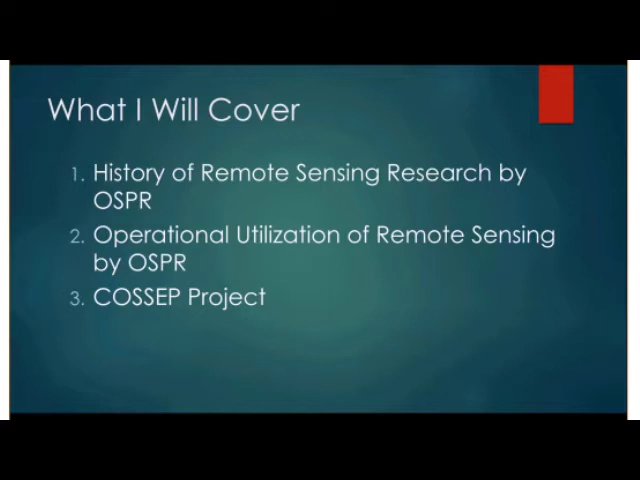 What I Will Cover
1. History of Remote Sensing Research by
OSPR
2. Operational Utilization of Remote Sensing
by OSPR
3. COSSEP Project